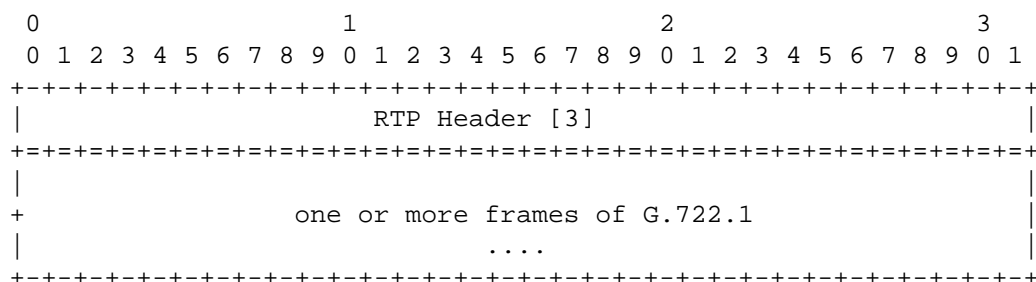 0                   1                   2                   3
 0 1 2 3 4 5 6 7 8 9 0 1 2 3 4 5 6 7 8 9 0 1 2 3 4 5 6 7 8 9 0 1
+-+-+-+-+-+-+-+-+-+-+-+-+-+-+-+-+-+-+-+-+-+-+-+-+-+-+-+-+-+-+-+-+
|                      RTP Header [3]                           |
+=+=+=+=+=+=+=+=+=+=+=+=+=+=+=+=+=+=+=+=+=+=+=+=+=+=+=+=+=+=+=+=+
|                                                               |
+                 one or more frames of G.722.1                 |
|                             ....                              |
+-+-+-+-+-+-+-+-+-+-+-+-+-+-+-+-+-+-+-+-+-+-+-+-+-+-+-+-+-+-+-+-+